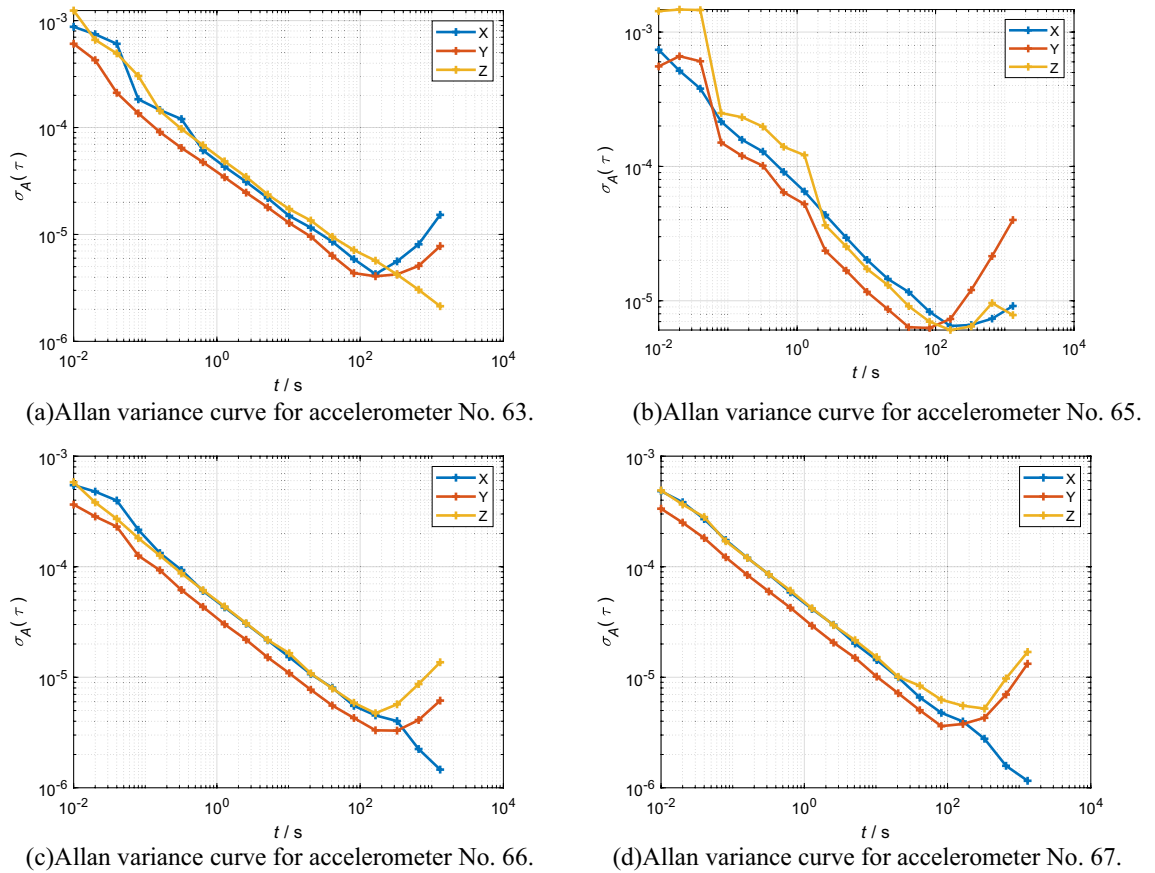 10^-3
10^-4
10^-5
10^-6
σ_A(τ)
X
Y
Z
10^-2 10^0 10^2 10^4
t / s
(a)Allan variance curve for accelerometer No. 63.
10^-3
10^-4
10^-5
σ_A(τ)
X
Y
Z
10^-2 10^0 10^2 10^4
t / s
(b)Allan variance curve for accelerometer No. 65.
10^-3
10^-4
10^-5
10^-6
σ_A(τ)
X
Y
Z
10^-2 10^0 10^2 10^4
t / s
(c)Allan variance curve for accelerometer No. 66.
10^-3
10^-4
10^-5
10^-6
σ_A(τ)
X
Y
Z
10^-2 10^0 10^2 10^4
t / s
(d)Allan variance curve for accelerometer No. 67.